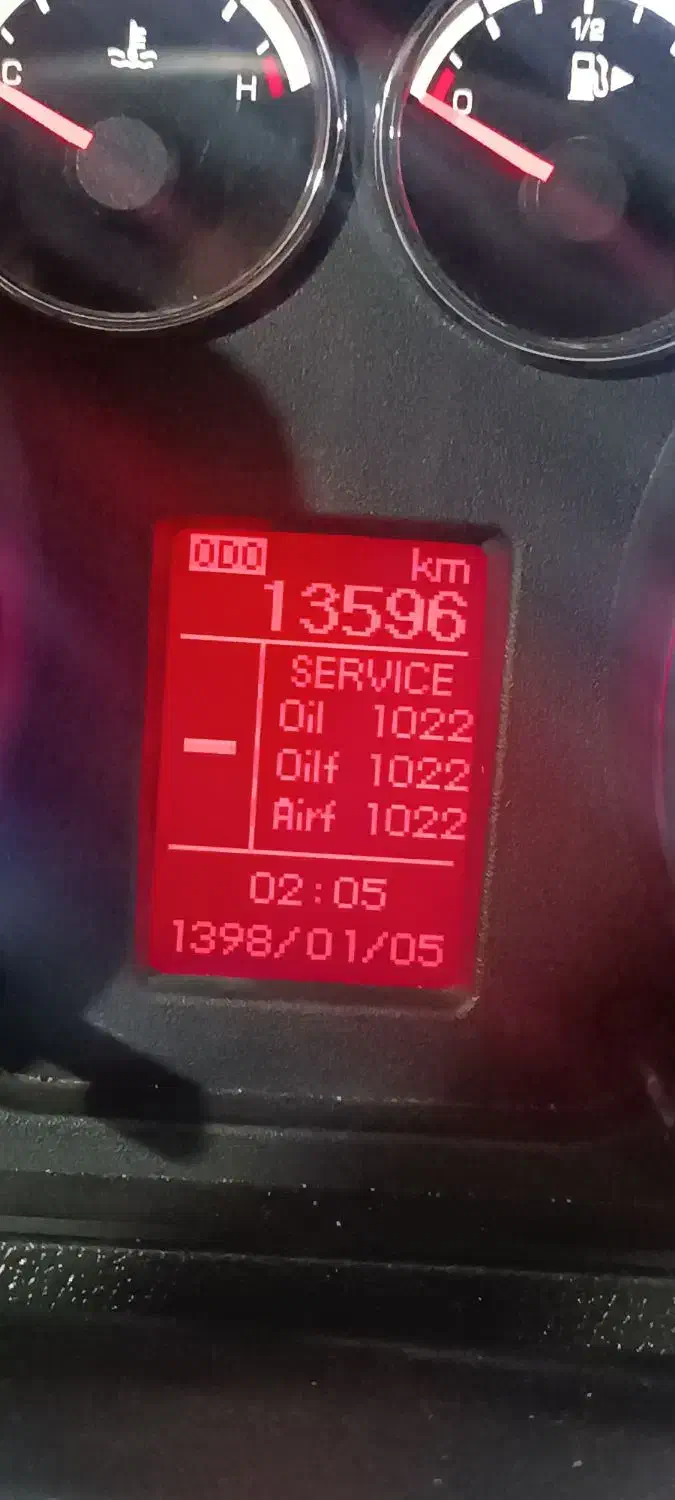 C
H
1/2
0
000 km
13596
SERVICE
Oil 1022
Oilf 1022
Airf 1022
02:05
1398/01/05